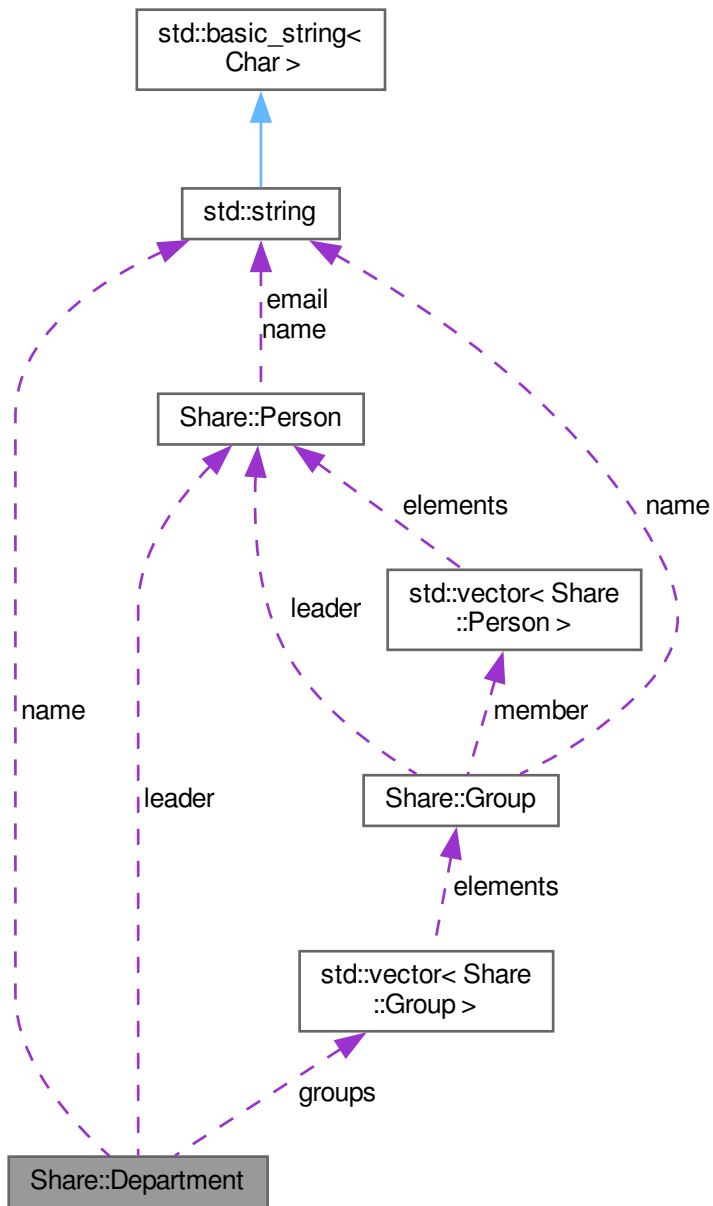 std::basic_string<
Char >
std::string
email
name
Share::Person
elements
name
std::vector< Share
::Person >
leader
member
name
leader
Share::Group
elements
std::vector< Share
::Group >
groups
Share::Department